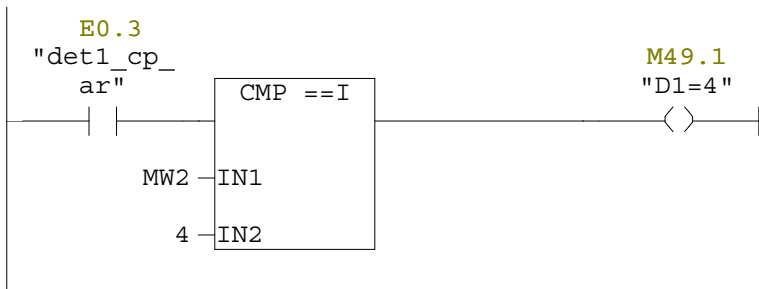 E0.3
"det1_cp_
ar"
CMP ==I
M49.1
"D1=4"
MW2
IN1
4
IN2